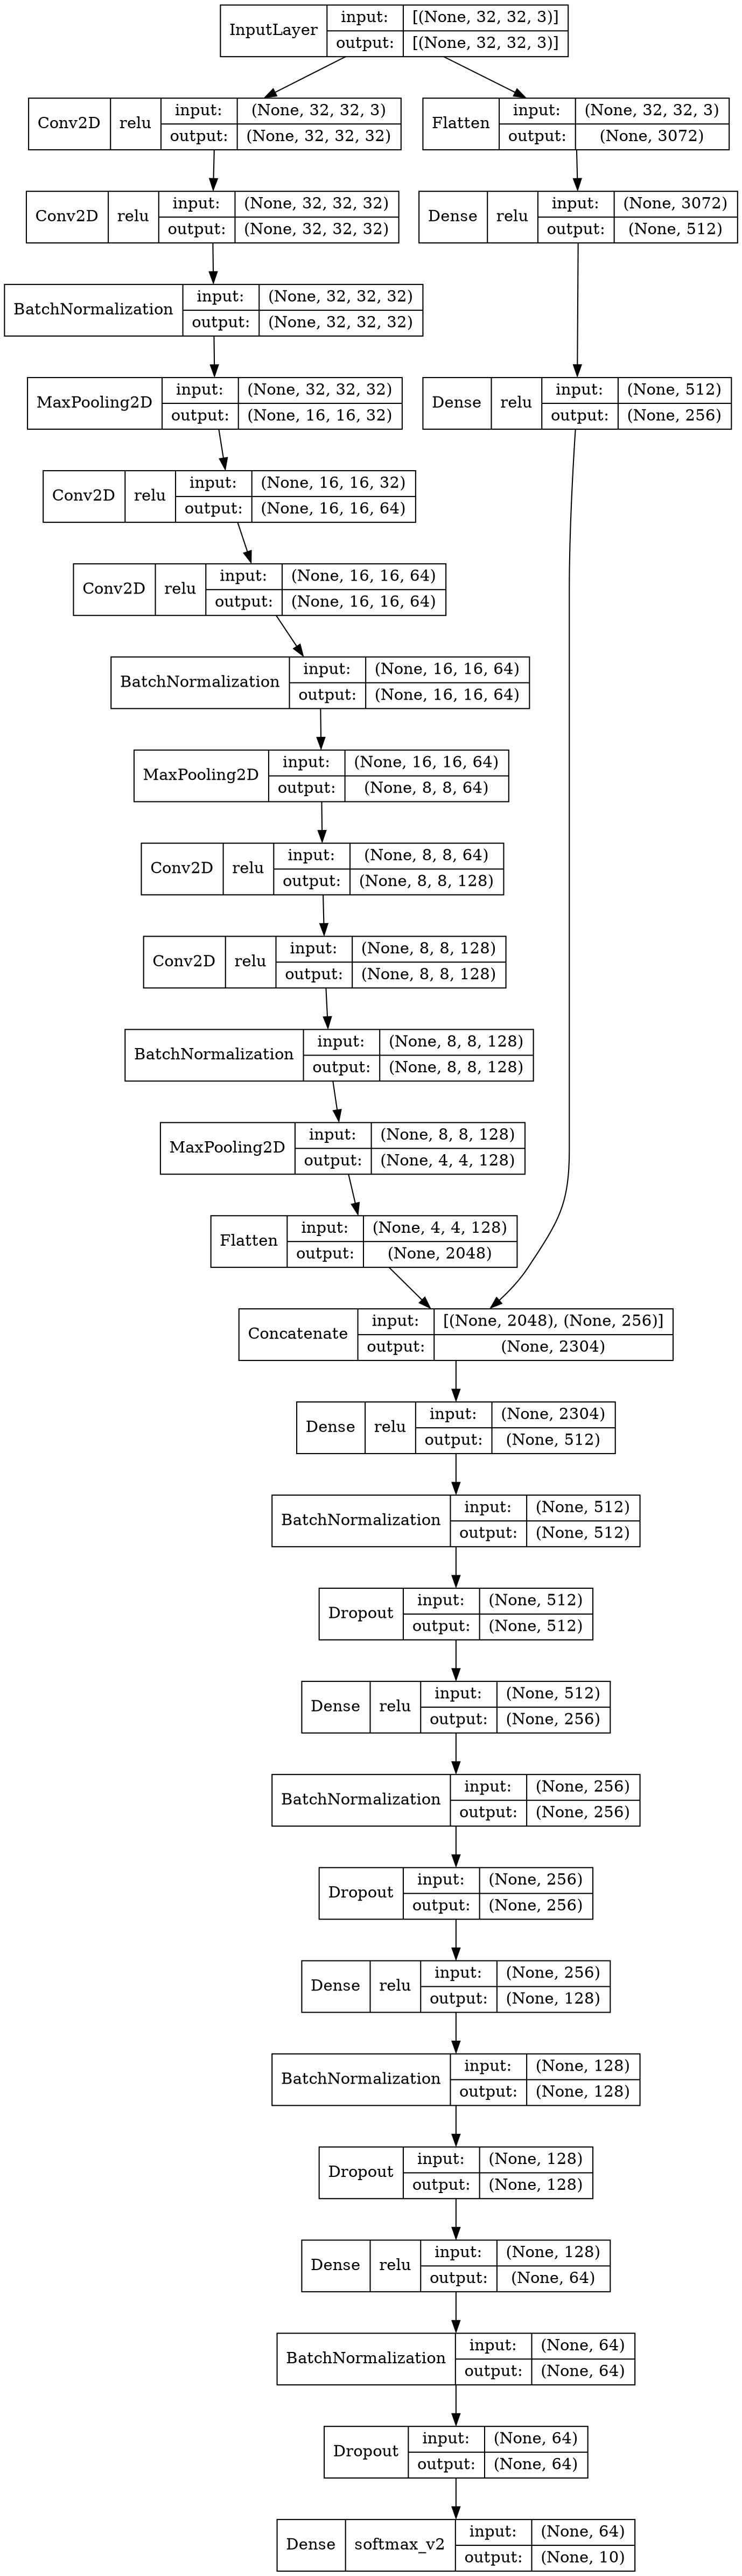 InputLayer input: [(None, 32, 32, 3)]
output: [(None, 32, 32, 3)]
Conv2D relu input: (None, 32, 32, 3)
output: (None, 32, 32, 32)
Flatten input: (None, 32, 32, 3)
output: (None, 3072)
Conv2D relu input: (None, 32, 32, 32)
output: (None, 32, 32, 32)
Dense relu input: (None, 3072)
output: (None, 512)
BatchNormalization input: (None, 32, 32, 32)
output: (None, 32, 32, 32)
MaxPooling2D input: (None, 32, 32, 32)
output: (None, 16, 16, 32)
Dense relu input: (None, 512)
output: (None, 256)
Conv2D relu input: (None, 16, 16, 32)
output: (None, 16, 16, 64)
Conv2D relu input: (None, 16, 16, 64)
output: (None, 16, 16, 64)
BatchNormalization input: (None, 16, 16, 64)
output: (None, 16, 16, 64)
MaxPooling2D input: (None, 16, 16, 64)
output: (None, 8, 8, 64)
Conv2D relu input: (None, 8, 8, 64)
output: (None, 8, 8, 128)
Conv2D relu input: (None, 8, 8, 128)
output: (None, 8, 8, 128)
BatchNormalization input: (None, 8, 8, 128)
output: (None, 8, 8, 128)
MaxPooling2D input: (None, 8, 8, 128)
output: (None, 4, 4, 128)
Flatten input: (None, 4, 4, 128)
output: (None, 2048)
Concatenate input: [(None, 2048), (None, 256)]
output: (None, 2304)
Dense relu input: (None, 2304)
output: (None, 512)
BatchNormalization input: (None, 512)
output: (None, 512)
Dropout input: (None, 512)
output: (None, 512)
Dense relu input: (None, 512)
output: (None, 256)
BatchNormalization input: (None, 256)
output: (None, 256)
Dropout input: (None, 256)
output: (None, 256)
Dense relu input: (None, 256)
output: (None, 128)
BatchNormalization input: (None, 128)
output: (None, 128)
Dropout input: (None, 128)
output: (None, 128)
Dense relu input: (None, 128)
output: (None, 64)
BatchNormalization input: (None, 64)
output: (None, 64)
Dropout input: (None, 64)
output: (None, 64)
Dense softmax_v2 input: (None, 64)
output: (None, 10)